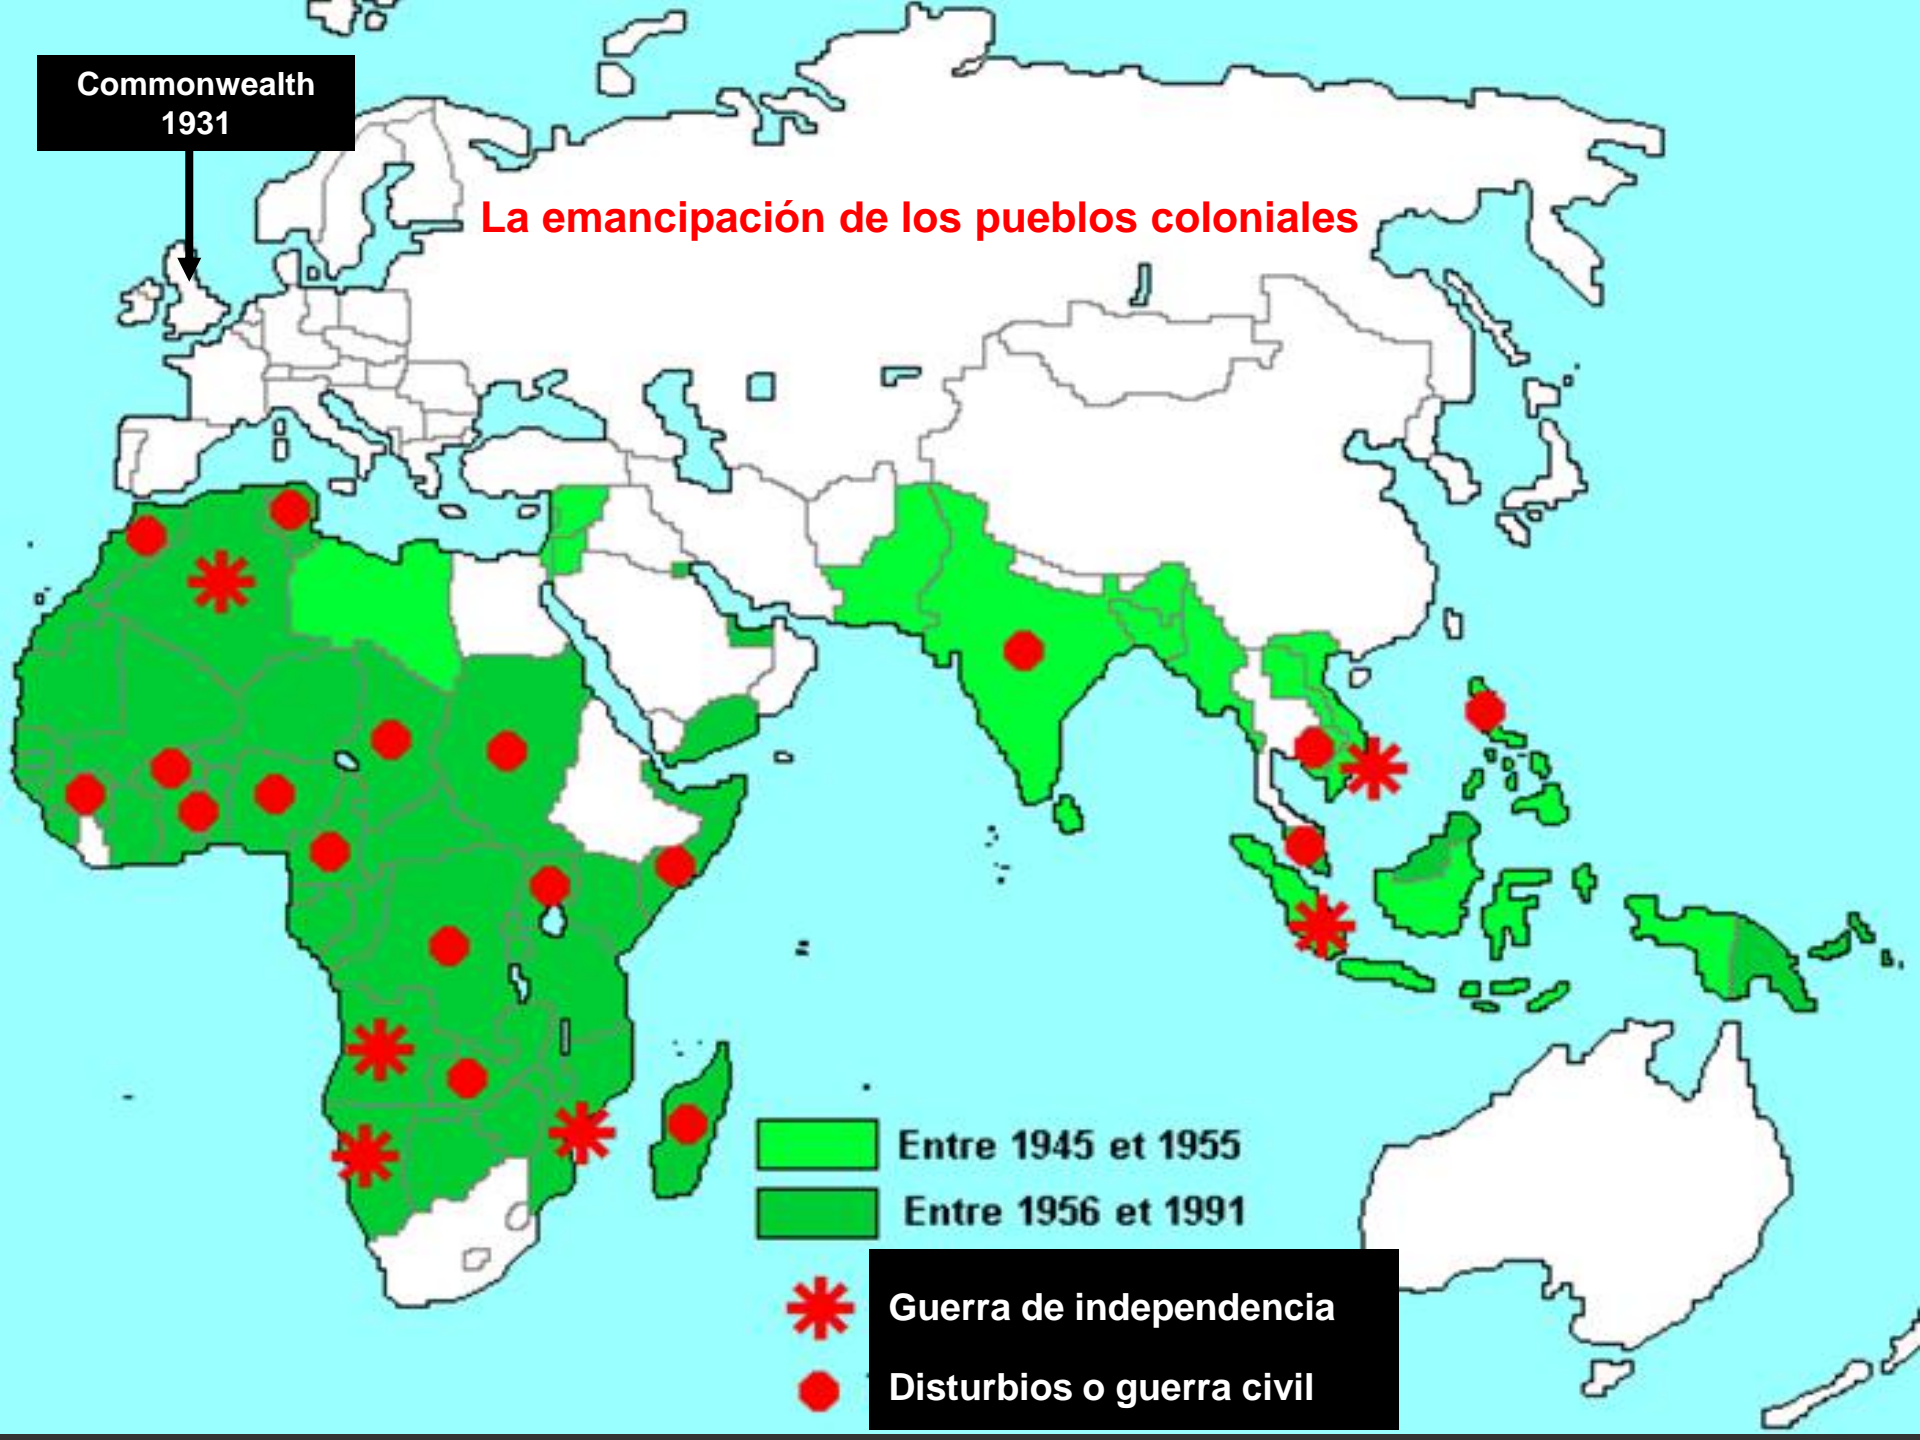 Commonwealth
1931
La emancipación de los pueblos coloniales
Entre 1945 et 1955
Entre 1956 et 1991
Guerra de independencia
Disturbios o guerra civil